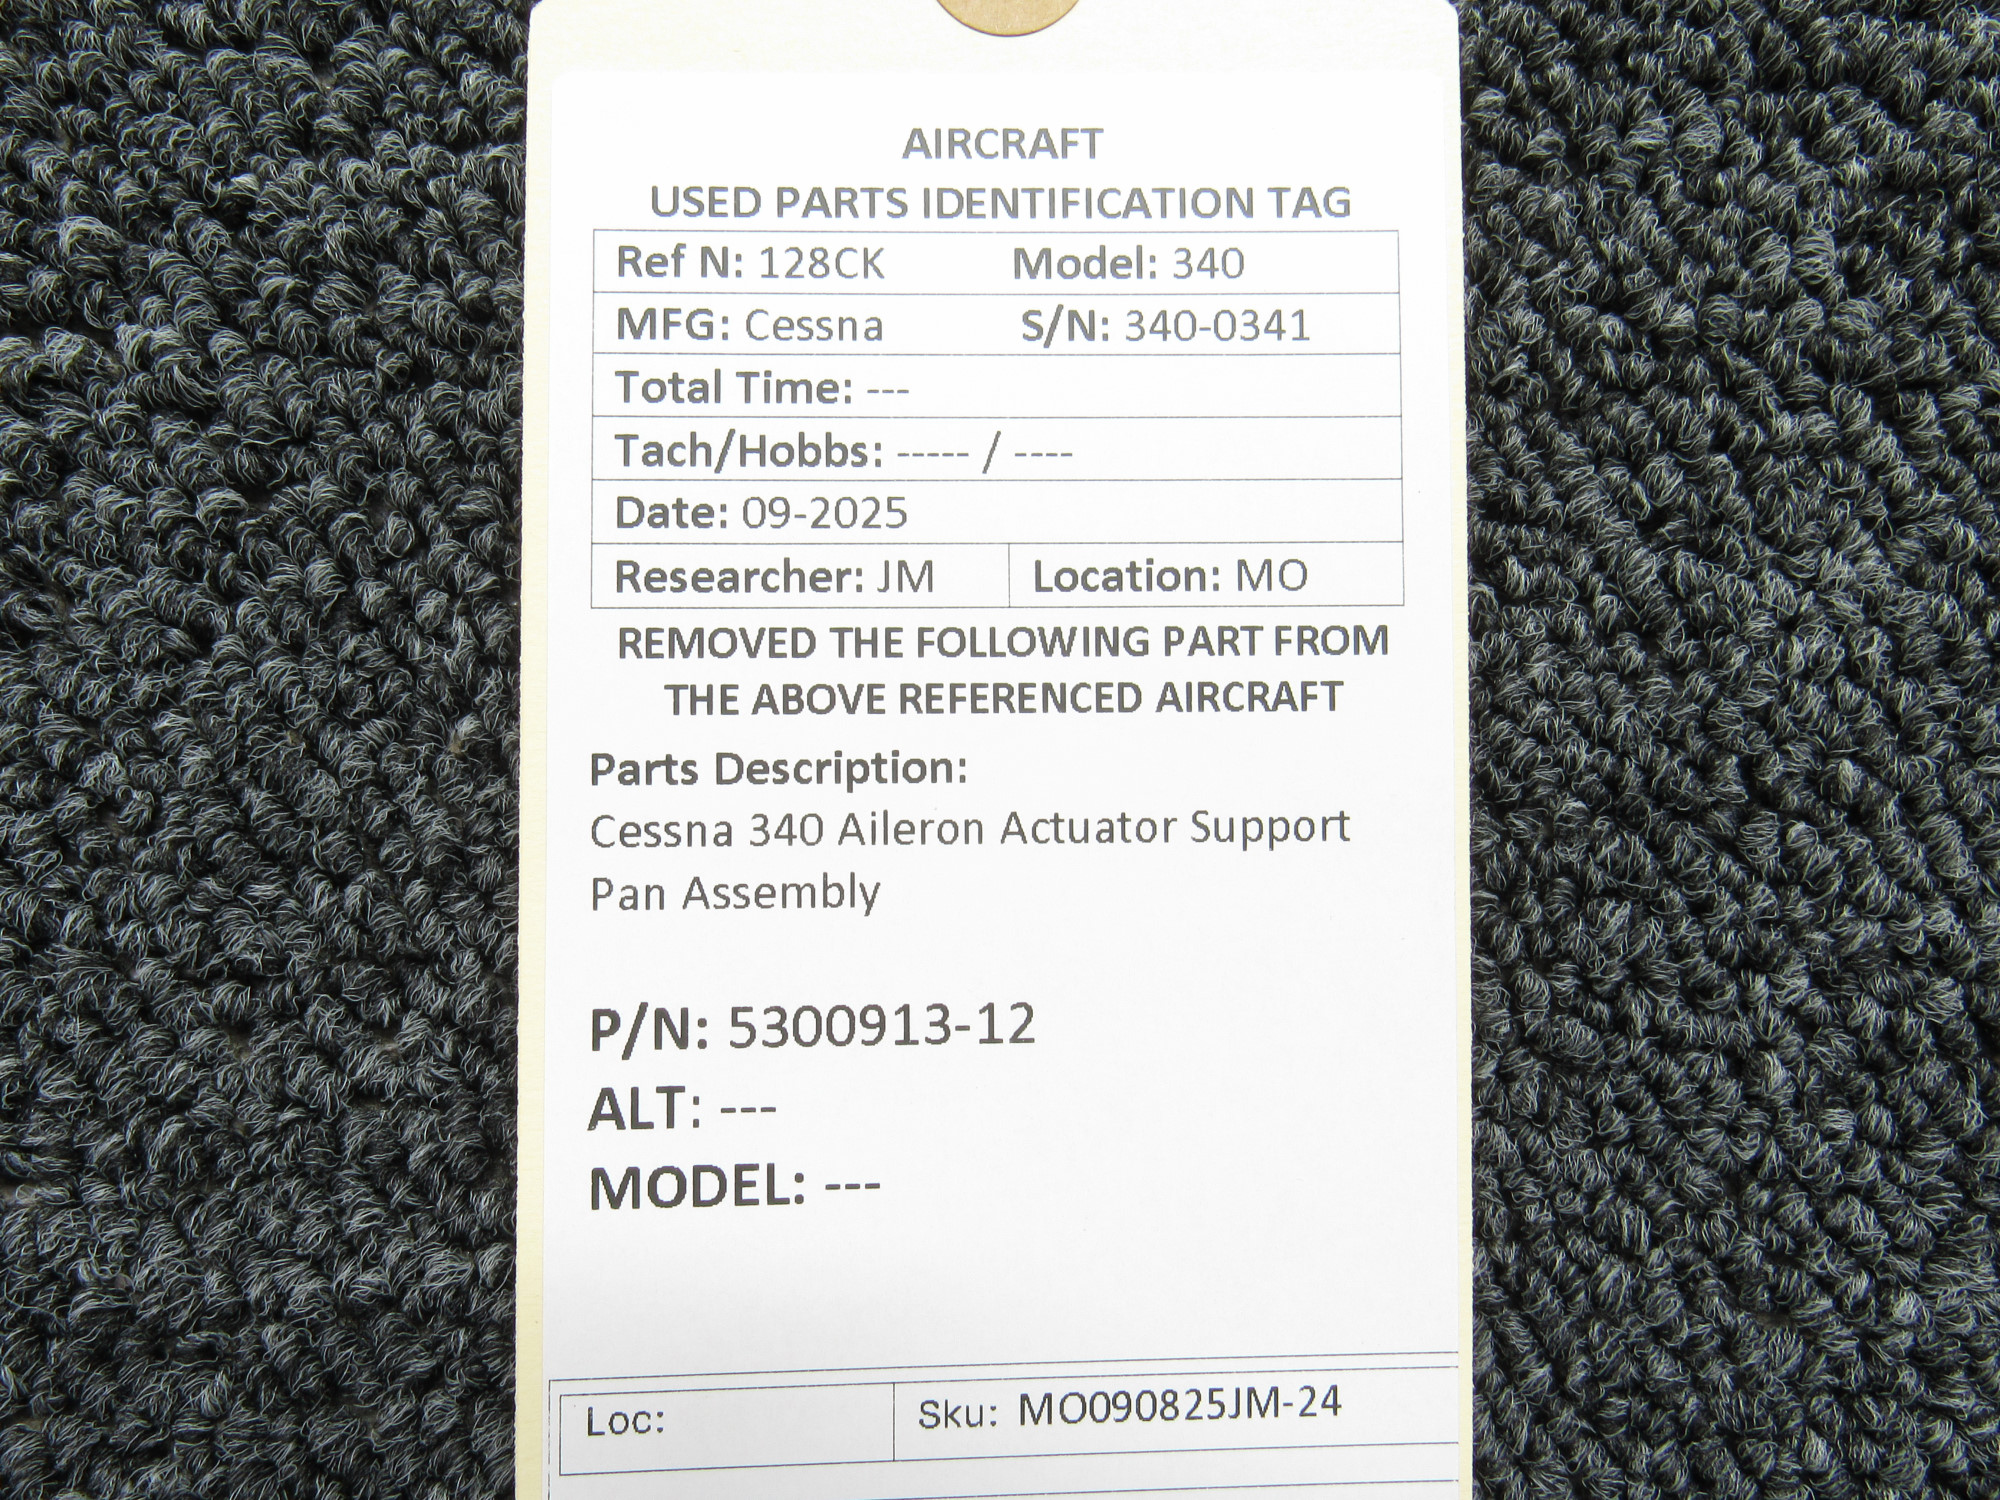 AIRCRAFT
USED PARTS IDENTIFICATION TAG
Ref N: 128CK Model: 340
MFG: Cessna S/N: 340-0341
Total Time: ---
Tach/Hobbs: ----- / ----
Date: 09-2025
Researcher: JM Location: MO
REMOVED THE FOLLOWING PART FROM
THE ABOVE REFERENCED AIRCRAFT
Parts Description:
Cessna 340 Aileron Actuator Support
Pan Assembly
P/N: 5300913-12
ALT: ---
MODEL: ---
Loc: Sku: MO090825JM-24